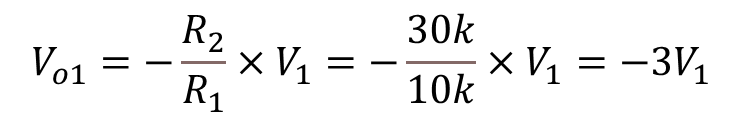 V_{o1} = -\frac{R_2}{R_1} \times V_1 = -\frac{30k}{10k} \times V_1 = -3V_1